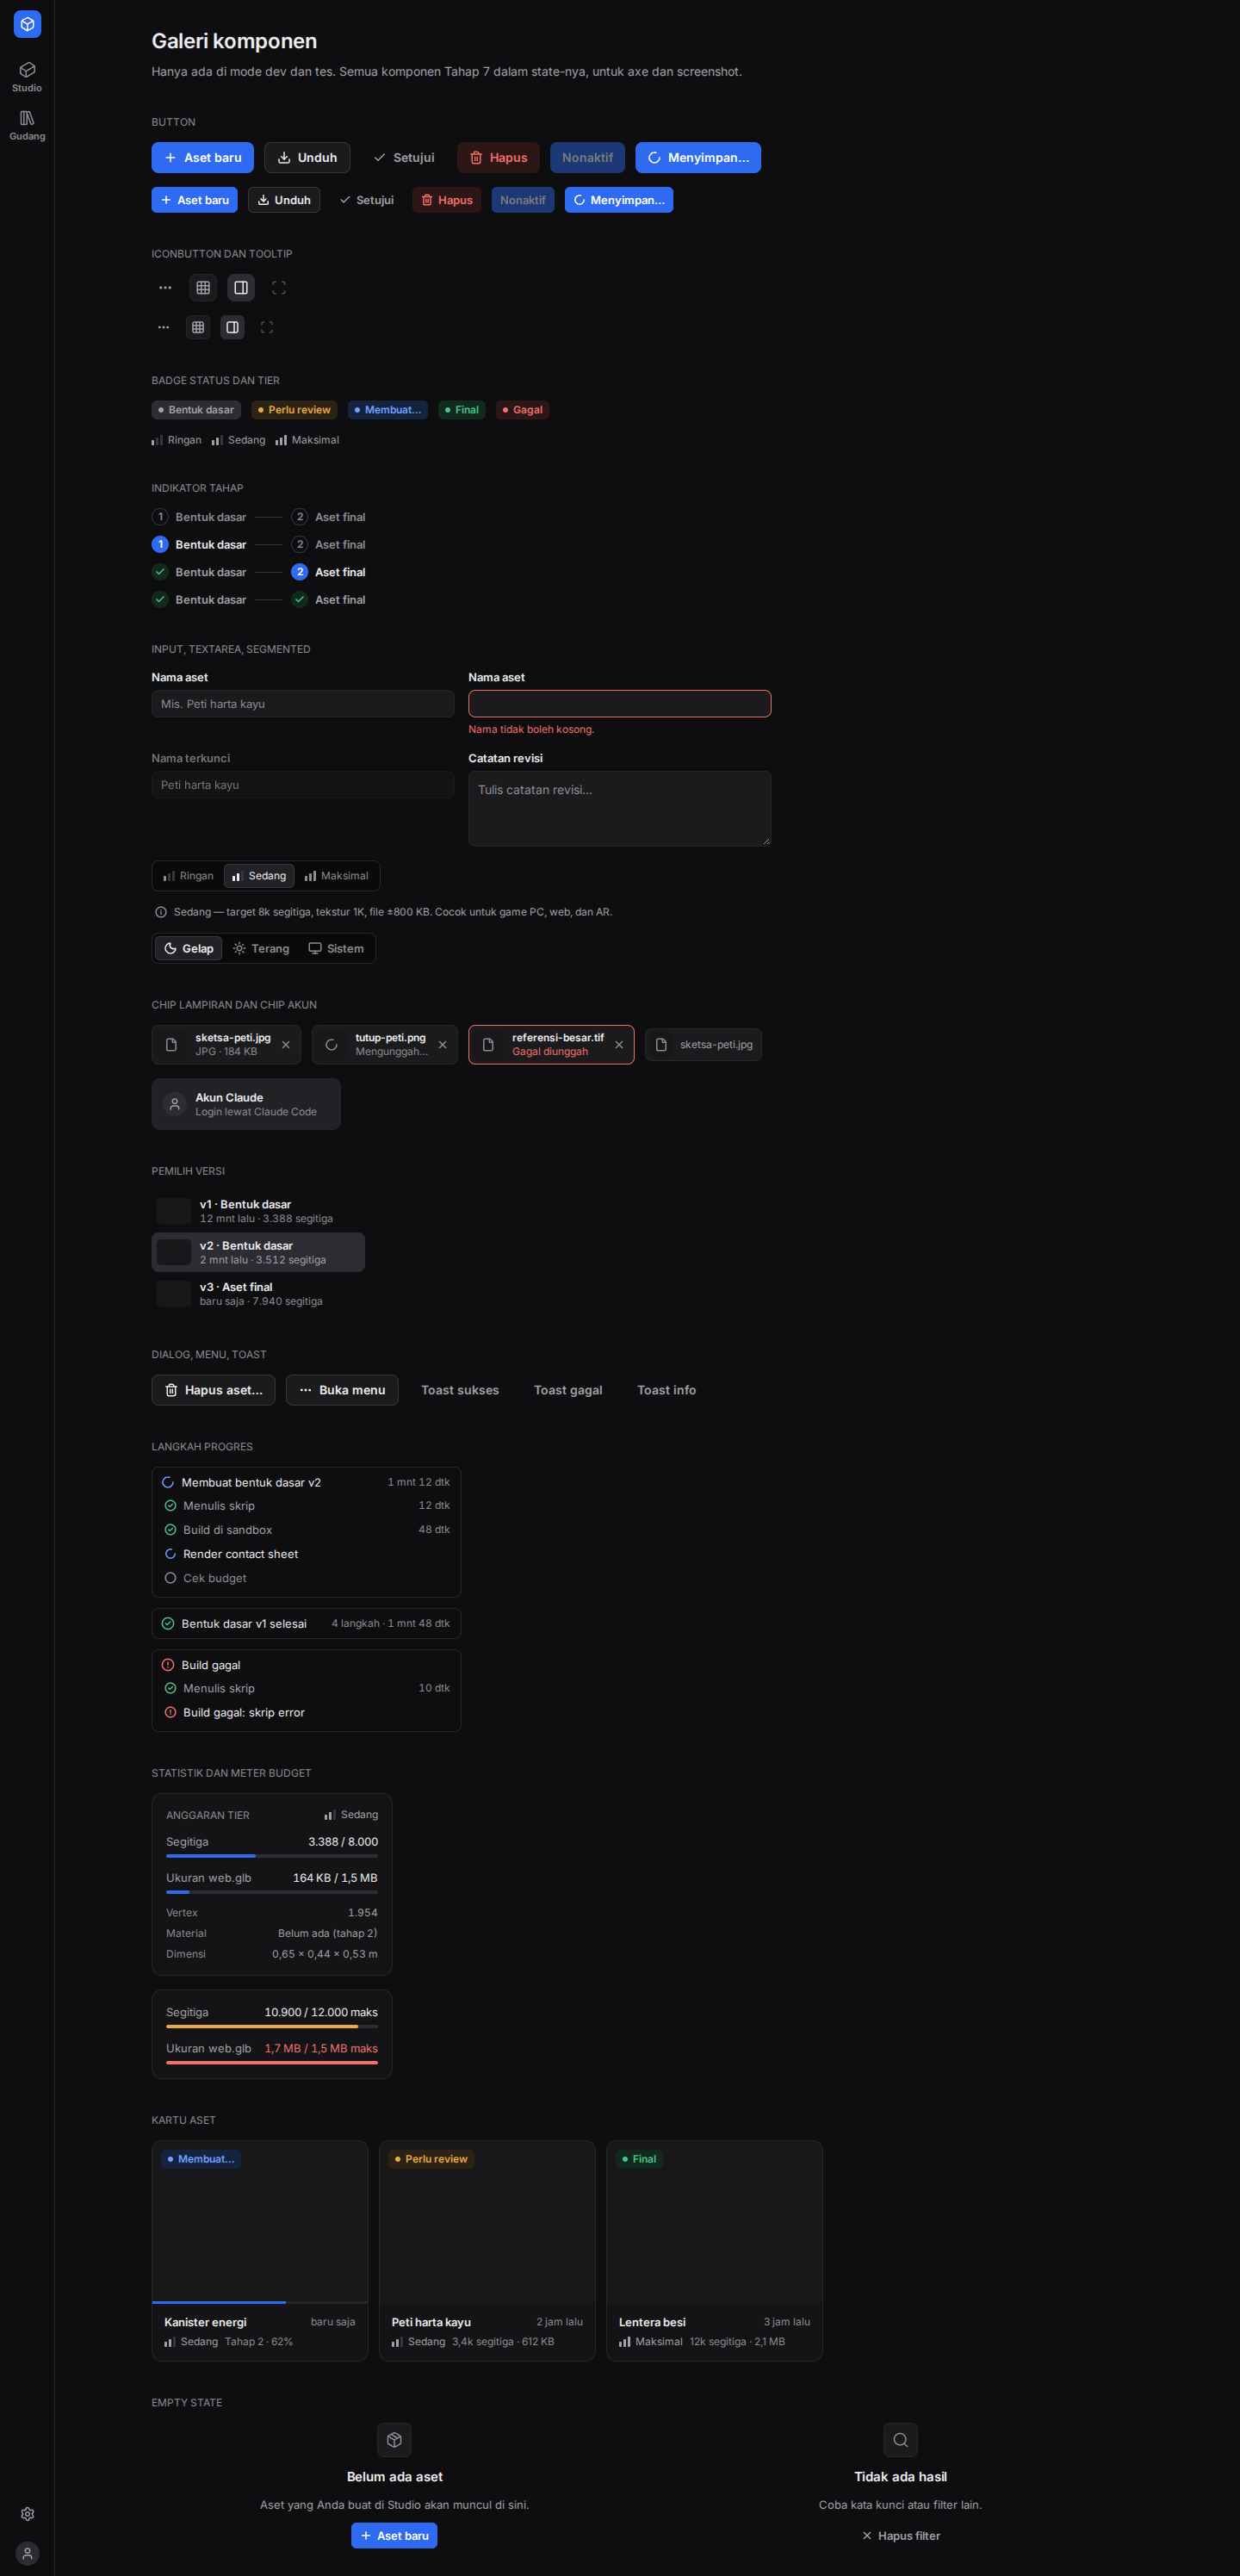 Studio
Gudang
Galeri komponen
Hanya ada di mode dev dan tes. Semua komponen Tahap 7 dalam state-nya, untuk axe dan screenshot.
BUTTON
Aset baru Unduh Setujui Hapus Nonaktif Menyimpan...
Aset baru Unduh Setujui Hapus Nonaktif Menyimpan...
ICONBUTTON DAN TOOLTIP
BADGE STATUS DAN TIER
Bentuk dasar Perlu review Membuat... Final Gagal
Ringan Sedang Maksimal
INDIKATOR TAHAP
1 Bentuk dasar 2 Aset final
1 Bentuk dasar 2 Aset final
Bentuk dasar 2 Aset final
Bentuk dasar Aset final
INPUT, TEXTAREA, SEGMENTED
Nama aset Nama aset
Mis. Peti harta kayu
Nama tidak boleh kosong.
Nama terkunci Catatan revisi
Peti harta kayu Tulis catatan revisi...
Ringan Sedang Maksimal
Sedang — target 8k segitiga, tekstur 1K, file ±800 KB. Cocok untuk game PC, web, dan AR.
Gelap Terang Sistem
CHIP LAMPIRAN DAN CHIP AKUN
sketsa-peti.jpg tutup-peti.png referensi-besar.tif sketsa-peti.jpg
JPG · 184 KB Mengunggah... Gagal diunggah
Akun Claude
Login lewat Claude Code
PEMILIH VERSI
v1 · Bentuk dasar
12 mnt lalu · 3.388 segitiga
v2 · Bentuk dasar
2 mnt lalu · 3.512 segitiga
v3 · Aset final
baru saja · 7.940 segitiga
DIALOG, MENU, TOAST
Hapus aset... Buka menu Toast sukses Toast gagal Toast info
LANGKAH PROGRES
Membuat bentuk dasar v2 1 mnt 12 dtk
Menulis skrip 12 dtk
Build di sandbox 48 dtk
Render contact sheet
Cek budget
Bentuk dasar v1 selesai 4 langkah · 1 mnt 48 dtk
Build gagal
Menulis skrip 10 dtk
Build gagal: skrip error
STATISTIK DAN METER BUDGET
ANGGARAN TIER Sedang
Segitiga 3.388 / 8.000
Ukuran web.glb 164 KB / 1,5 MB
Vertex 1.954
Material Belum ada (tahap 2)
Dimensi 0,65 × 0,44 × 0,53 m
Segitiga 10.900 / 12.000 maks
Ukuran web.glb 1,7 MB / 1,5 MB maks
KARTU ASET
Membuat... Perlu review Final
Kanister energi baru saja Peti harta kayu 2 jam lalu Lentera besi 3 jam lalu
Sedang Tahap 2 · 62% Sedang 3,4k segitiga · 612 KB Maksimal 12k segitiga · 2,1 MB
EMPTY STATE
Belum ada aset Tidak ada hasil
Aset yang Anda buat di Studio akan muncul di sini. Coba kata kunci atau filter lain.
Aset baru Hapus filter